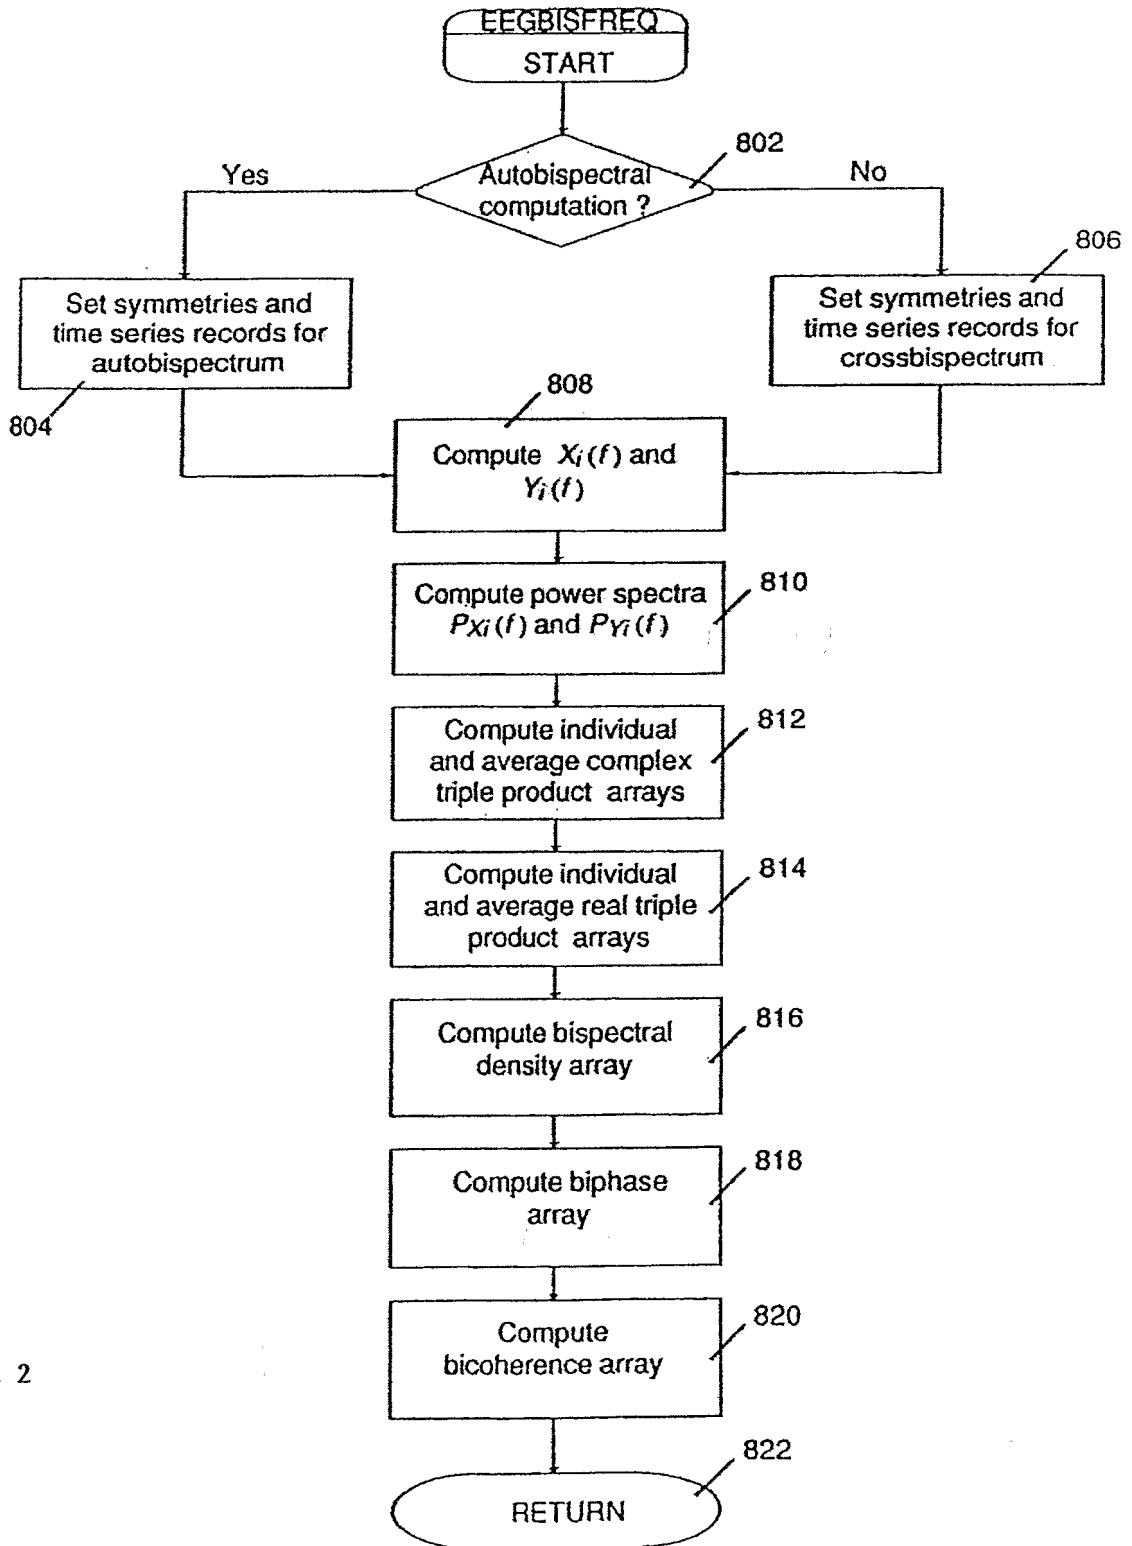 EEGBISFREQ
START
802
Autobispectral
computation ?
Yes
No
806
Set symmetries and
time series records for
autobispectrum
804
Set symmetries and
time series records for
crossbispectrum
808
Compute Xi(f) and
Yi(f)
810
Compute power spectra
PXi(f) and PYi(f)
812
Compute individual
and average complex
triple product arrays
814
Compute individual
and average real triple
product arrays
816
Compute bispectral
density array
818
Compute biphase
array
820
Compute
bicoherence array
2
822
RETURN